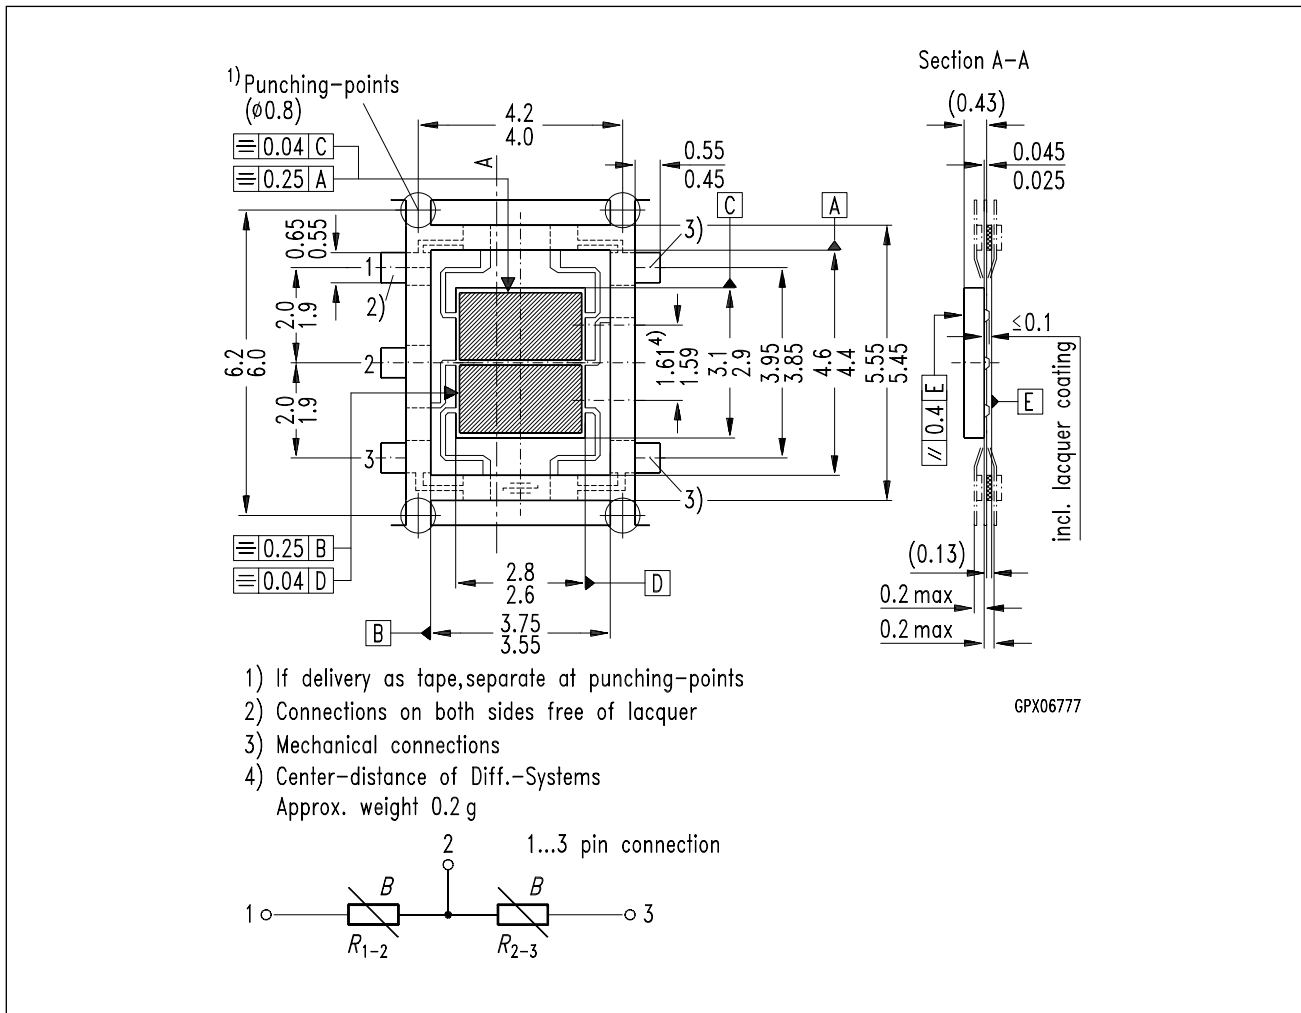 Section A-A
1) Punching-points
(ø0.8)
(0.43)
4.2
4.0
0.04 C
0.25 A
A
0.55
0.45
0.045
0.025
C
A
0.65
0.55
3)
1
2)
2.0
1.9
6.2
6.0
2
1.61 4)
1.59
3.1
2.9
3.95
3.85
4.6
4.4
5.55
5.45
≤0.1
2.0
1.9
// 0.4 E
E
incl. lacquer coating
3
3)
0.25 B
0.04 D
2.8
2.6
D
(0.13)
0.2 max
0.2 max
B
3.75
3.55
1) If delivery as tape,separate at punching-points
2) Connections on both sides free of lacquer
GPX06777
3) Mechanical connections
4) Center-distance of Diff.-Systems
Approx. weight 0.2 g
2
1...3 pin connection
B
B
1
3
R1-2
R2-3